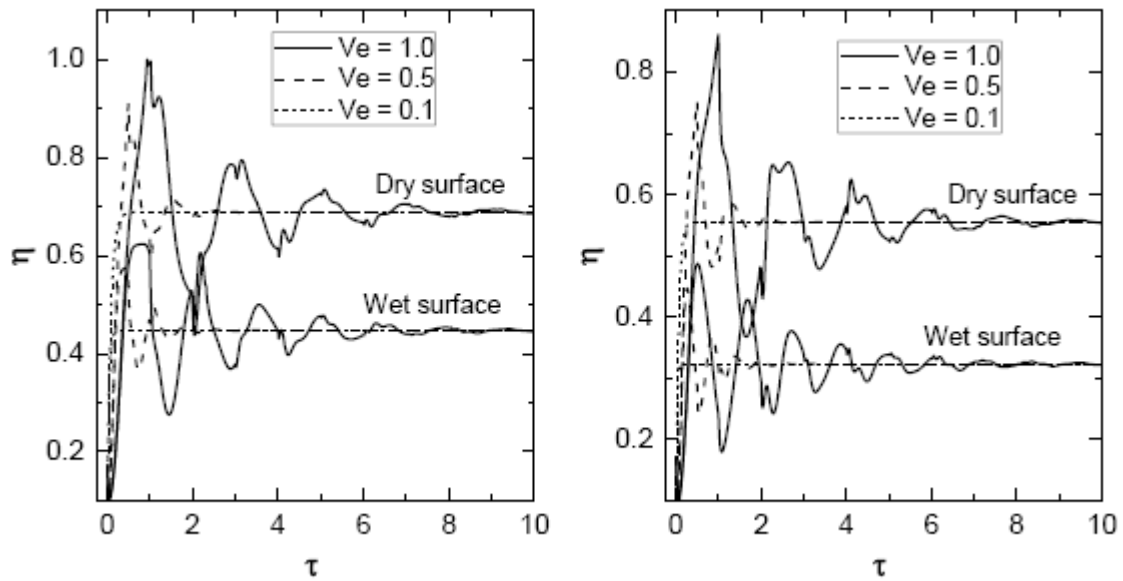 Ve = 1.0
Ve = 0.5
Ve = 0.1
1.0
0.8
0.6
0.4
0.2
η
Dry surface
Wet surface
0 2 4 6 8 10
τ
Ve = 1.0
Ve = 0.5
Ve = 0.1
0.8
0.6
0.4
0.2
η
Dry surface
Wet surface
0 2 4 6 8 10
τ